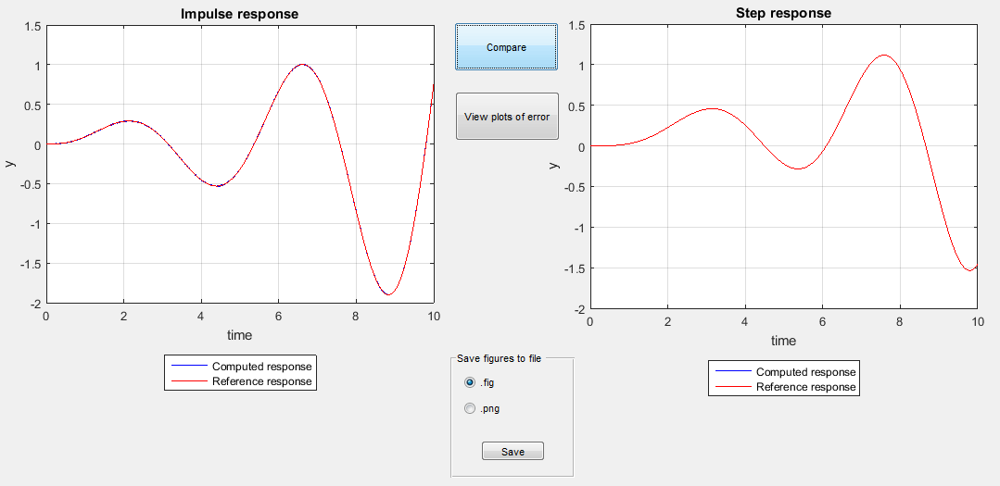 Impulse response
1.5
1
0.5
0
-0.5
-1
-1.5
-2
y
0 2 4 6 8 10
time
Computed response
Reference response
Compare
View plots of error
Save figures to file
.fig
.png
Save
Step response
1.5
1
0.5
0
-0.5
-1
-1.5
-2
y
0 2 4 6 8 10
time
Computed response
Reference response